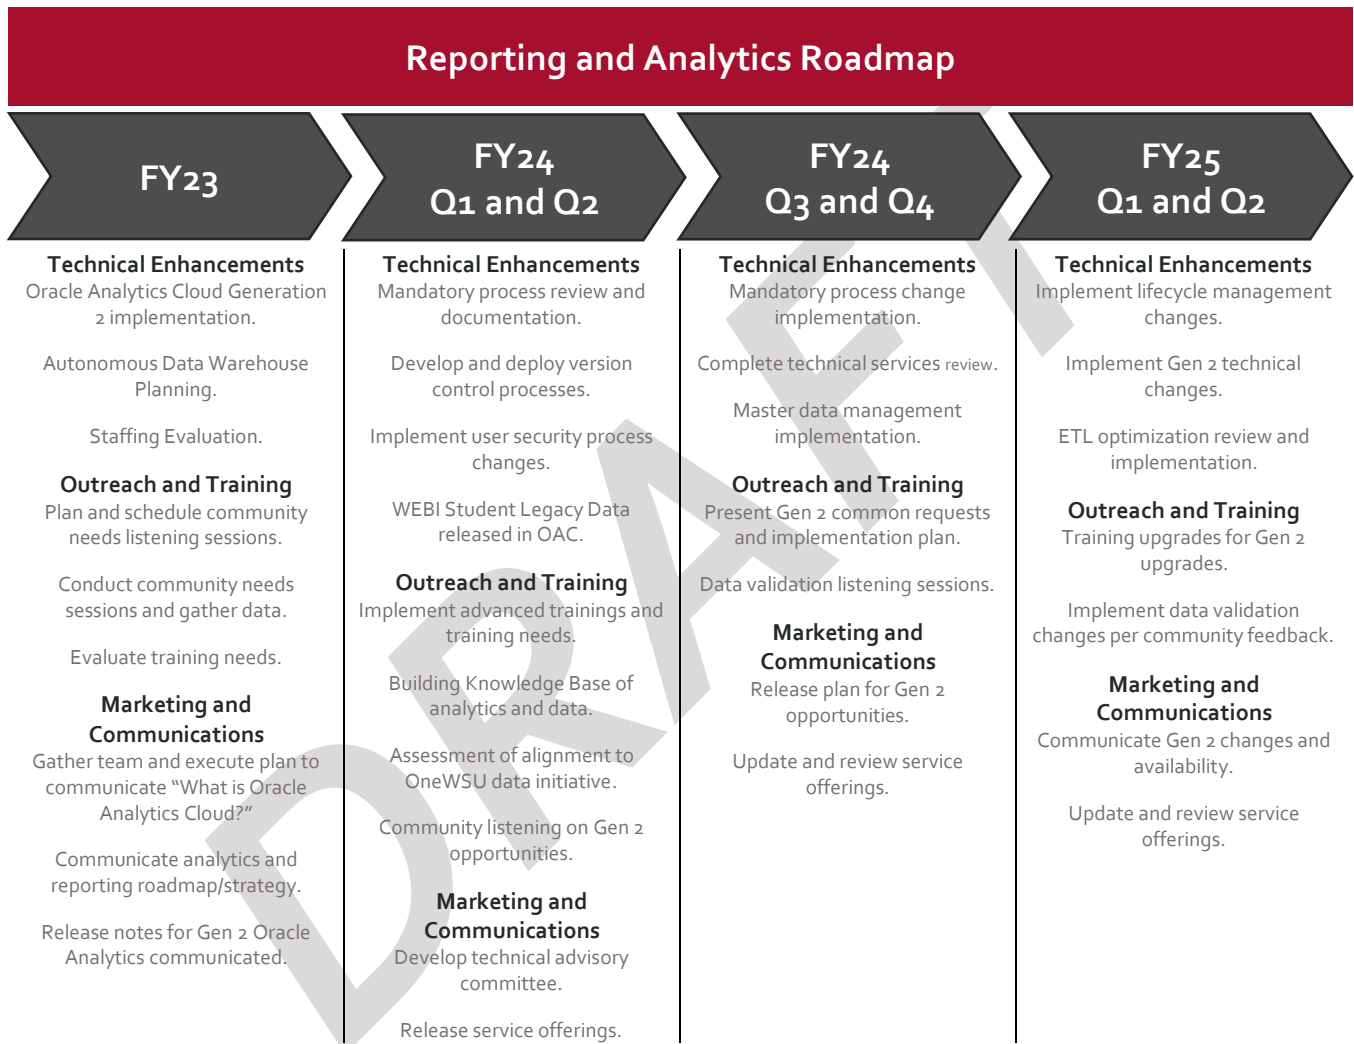 Reporting and Analytics Roadmap
FY23
Technical Enhancements
Oracle Analytics Cloud Generation
2 implementation.
Autonomous Data Warehouse
Planning.
Staffing Evaluation.
Outreach and Training
Plan and schedule community
needs listening sessions.
Conduct community needs
sessions and gather data.
Evaluate training needs.
Marketing and
Communications
Gather team and execute plan to
communicate “What is Oracle
Analytics Cloud?”
Communicate analytics and
reporting roadmap/strategy.
Release notes for Gen 2 Oracle
Analytics communicated.
FY24
Q1 and Q2
Technical Enhancements
Mandatory process review and
documentation.
Develop and deploy version
control processes.
Implement user security process
changes.
WEBI Student Legacy Data
released in OAC.
Outreach and Training
Implement advanced trainings and
training needs.
Building Knowledge Base of
analytics and data.
Assessment of alignment to
OneWSU data initiative.
Community listening on Gen 2
opportunities.
Marketing and
Communications
Develop technical advisory
committee.
Release service offerings.
FY24
Q3 and Q4
Technical Enhancements
Mandatory process change
implementation.
Complete technical services review.
Master data management
implementation.
Outreach and Training
Present Gen 2 common requests
and implementation plan.
Data validation listening sessions.
Marketing and
Communications
Release plan for Gen 2
opportunities.
Update and review service
offerings.
FY25
Q1 and Q2
Technical Enhancements
Implement lifecycle management
changes.
Implement Gen 2 technical
changes.
ETL optimization review and
implementation.
Outreach and Training
Training upgrades for Gen 2
upgrades.
Implement data validation
changes per community feedback.
Marketing and
Communications
Communicate Gen 2 changes and
availability.
Update and review service
offerings.
DRAFT